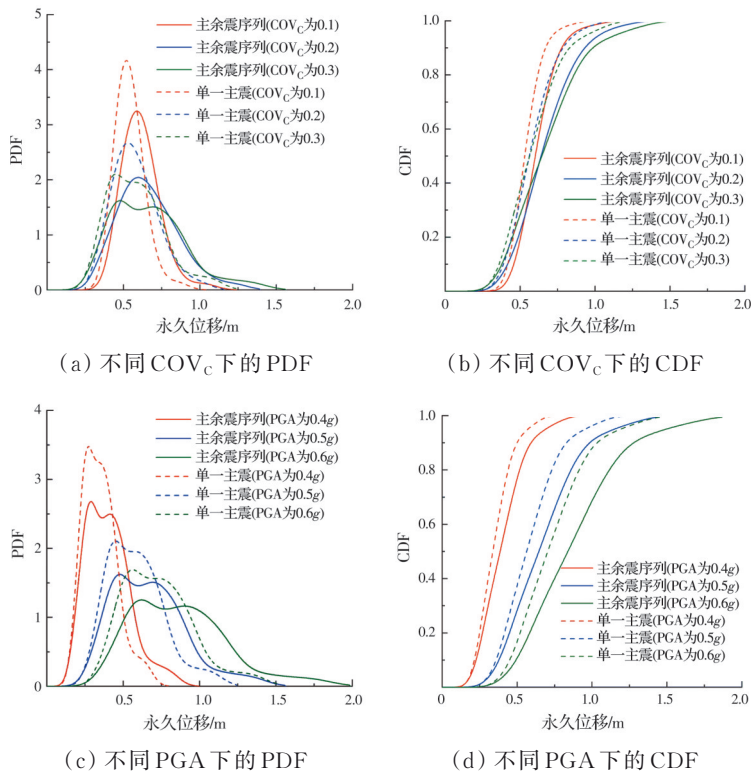 5
4
3
2
1
0
PDF
主余震序列(COVC为0.1)
主余震序列(COVC为0.2)
主余震序列(COVC为0.3)
单一主震(COVC为0.1)
单一主震(COVC为0.2)
单一主震(COVC为0.3)
0.5 1.0 1.5 2.0
永久位移/m
(a) 不同COVC下的PDF
1.0
0.8
0.6
0.4
0.2
CDF
主余震序列(COVC为0.1)
主余震序列(COVC为0.2)
主余震序列(COVC为0.3)
单一主震(COVC为0.1)
单一主震(COVC为0.2)
单一主震(COVC为0.3)
0 0.5 1.0 1.5 2.0
永久位移/m
(b) 不同COVC下的CDF
4
3
2
1
0
PDF
主余震序列(PGA为0.4g)
主余震序列(PGA为0.5g)
主余震序列(PGA为0.6g)
单一主震(PGA为0.4g)
单一主震(PGA为0.5g)
单一主震(PGA为0.6g)
0.5 1.0 1.5 2.0
永久位移/m
(c) 不同PGA下的PDF
1.0
0.8
0.6
0.4
0.2
CDF
主余震序列(PGA为0.4g)
主余震序列(PGA为0.5g)
主余震序列(PGA为0.6g)
单一主震(PGA为0.4g)
单一主震(PGA为0.5g)
单一主震(PGA为0.6g)
0 0.5 1.0 1.5 2.0
永久位移/m
(d) 不同PGA下的CDF